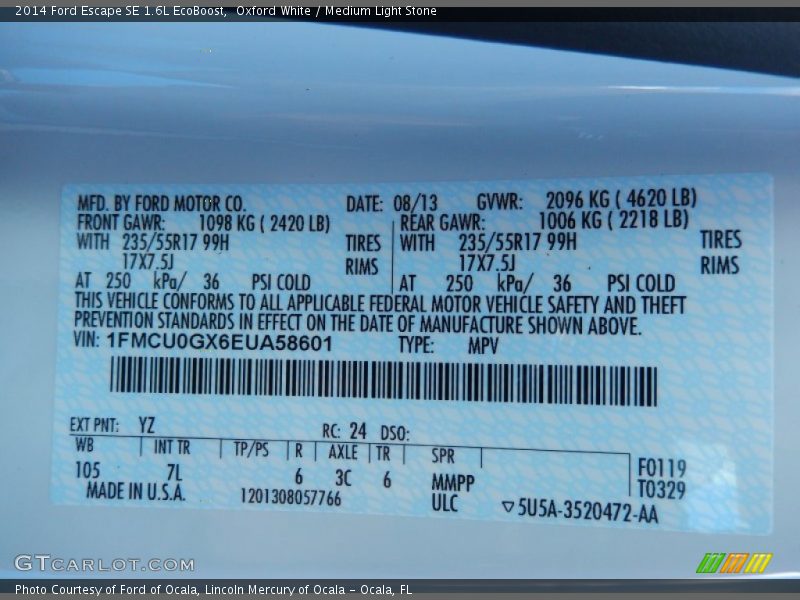 2014 Ford Escape SE 1.6L EcoBoost, Oxford White / Medium Light Stone
MFD. BY FORD MOTOR CO. DATE: 08/13 GVWR: 2096 KG ( 4620 LB)
FRONT GAWR: 1098 KG ( 2420 LB) REAR GAWR: 1006 KG ( 2218 LB)
WITH 235/55R17 99H TIRES WITH 235/55R17 99H TIRES
17X7.5J RIMS 17X7.5J RIMS
AT 250 kPa/ 36 PSI COLD AT 250 kPa/ 36 PSI COLD
THIS VEHICLE CONFORMS TO ALL APPLICABLE FEDERAL MOTOR VEHICLE SAFETY AND THEFT
PREVENTION STANDARDS IN EFFECT ON THE DATE OF MANUFACTURE SHOWN ABOVE.
VIN: 1FMCU0GX6EUA58601 TYPE: MPV
EXT PNT: YZ RC: 24 DSO:
WB INT TR TP/PS R AXLE TR SPR
105 7L 6 3C 6 MMPP F0119
MADE IN U.S.A. 1201308057766 ULC T0329
▽5U5A-3520472-AA
GTCARLOT.COM
Photo Courtesy of Ford of Ocala, Lincoln Mercury of Ocala - Ocala, FL